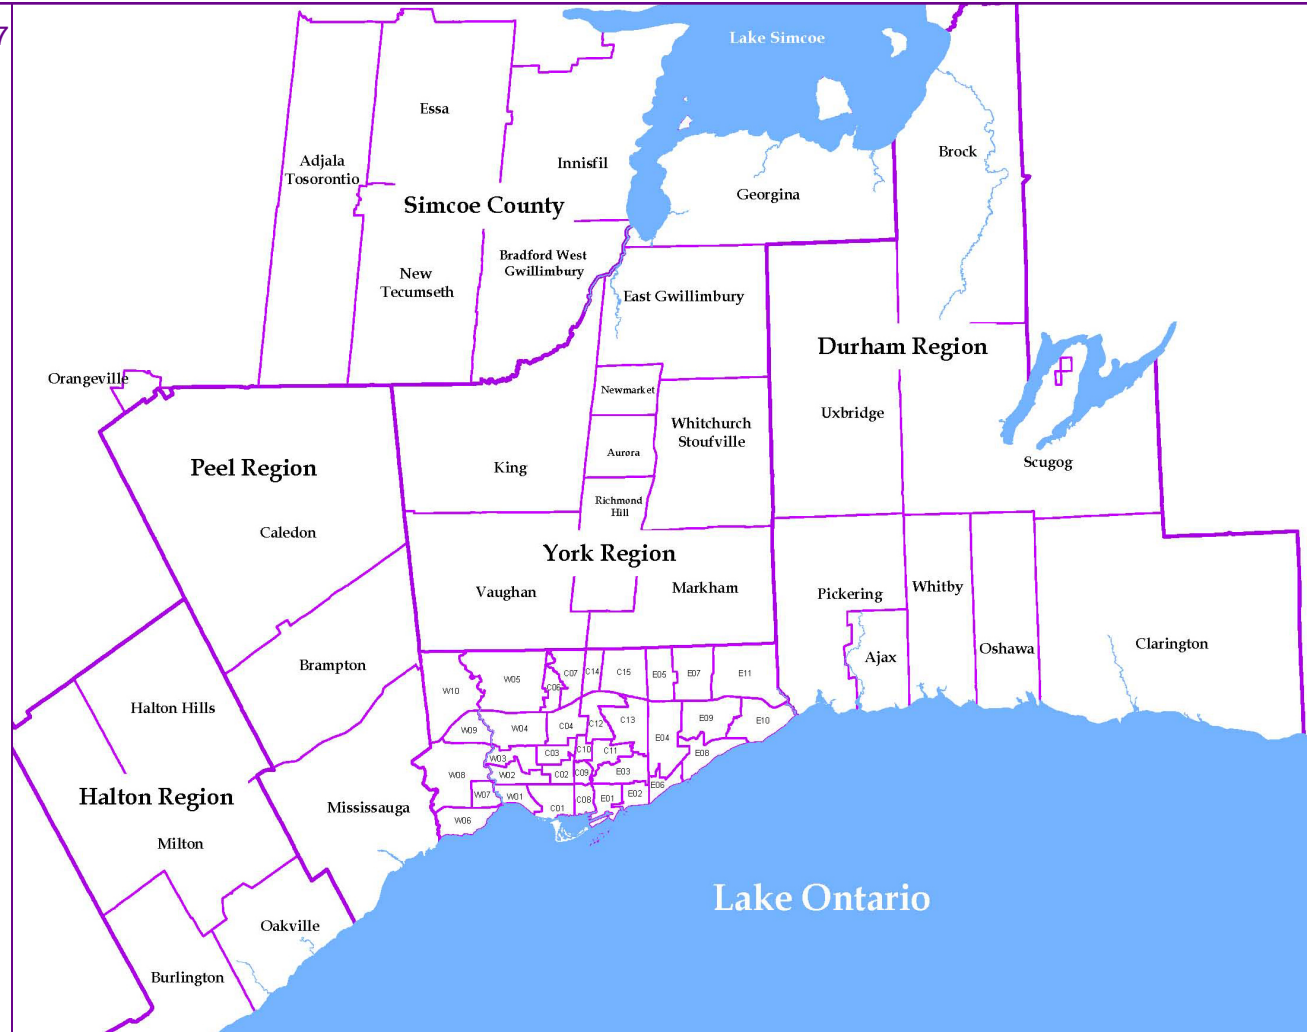 7
Lake Simcoe
Essa
Adjala
Tosorontio
Innisfil
Brock
Georgina
Simcoe County
New
Tecumseth
Bradford West
Gwillimbury
East Gwillimbury
Durham Region
Orangeville
Newmarket
Whitchurch
Stoufville
Uxbridge
Aurora
Scugog
Peel Region
King
Richmond
Hill
Caledon
York Region
Vaughan
Markham
Pickering
Whitby
Ajax
Oshawa
Clarington
Brampton
Halton Hills
W10
W05
C06
C07
C14
C15
E05
E07
E11
W09
W04
C04
C12
C13
E04
E09
E10
W08
W03
C03
C10
C11
E08
W02
C02
C09
E03
W07
W01
C01
C08
E01
E02
E06
W06
Halton Region
Mississauga
Milton
Oakville
Burlington
Lake Ontario